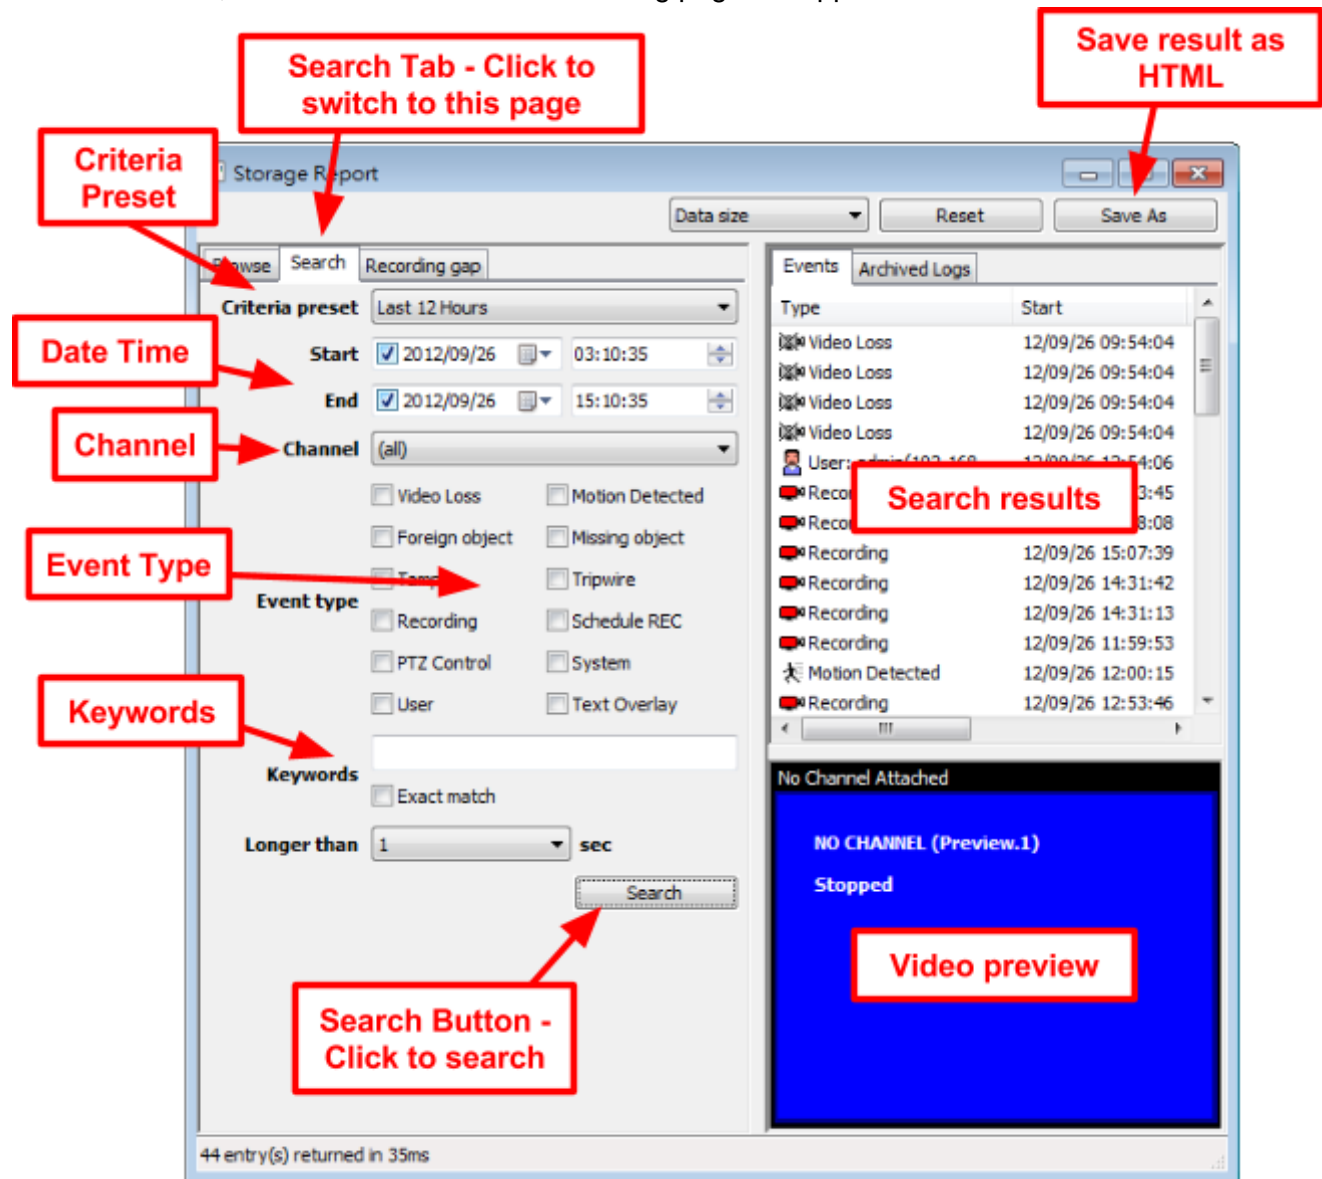 Search Tab - Click to
switch to this page
Save result as
HTML
Criteria
Preset
Storage Report
Data size
Reset
Save As
Browse
Search
Recording gap
Events
Archived Logs
Criteria preset
Last 12 Hours
Type
Start
Date Time
Start
2012/09/26
03:10:35
End
2012/09/26
15:10:35
Channel
Channel
(all)
Video Loss
Motion Detected
Foreign object
Missing object
Event Type
Tripwire
Event type
Recording
Schedule REC
PTZ Control
System
User
Text Overlay
Keywords
Keywords
Exact match
Longer than
1
sec
Search
Search Button -
Click to search
Video Loss 12/09/26 09:54:04
Video Loss 12/09/26 09:54:04
Video Loss 12/09/26 09:54:04
Video Loss 12/09/26 09:54:04
User:
Search results
Recording 12/09/26 15:07:39
Recording 12/09/26 14:31:42
Recording 12/09/26 14:31:13
Recording 12/09/26 11:59:53
Motion Detected 12/09/26 12:00:15
Recording 12/09/26 12:53:46
No Channel Attached
NO CHANNEL (Preview.1)
Stopped
Video preview
44 entry(s) returned in 35ms